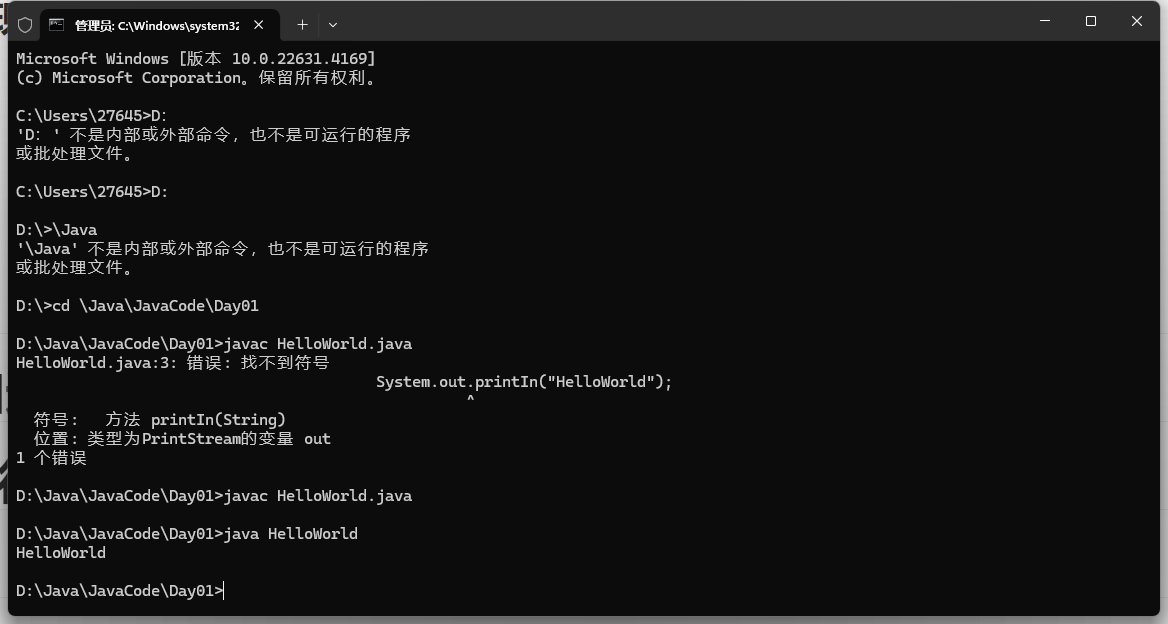 管理员: C:\Windows\system32
Microsoft Windows [版本 10.0.22631.4169]
(c) Microsoft Corporation。保留所有权利。
C:\Users\27645>D:
'D: ' 不是内部或外部命令，也不是可运行的程序
或批处理文件。
C:\Users\27645>D:
D:\>\Java
'\Java' 不是内部或外部命令，也不是可运行的程序
或批处理文件。
D:\>cd \Java\JavaCode\Day01
D:\Java\JavaCode\Day01>javac HelloWorld.java
HelloWorld.java:3: 错误: 找不到符号
System.out.printIn("HelloWorld");
^
符号:   方法 printIn(String)
位置: 类型为PrintStream的变量 out
1 个错误
D:\Java\JavaCode\Day01>javac HelloWorld.java
D:\Java\JavaCode\Day01>java HelloWorld
HelloWorld
D:\Java\JavaCode\Day01>